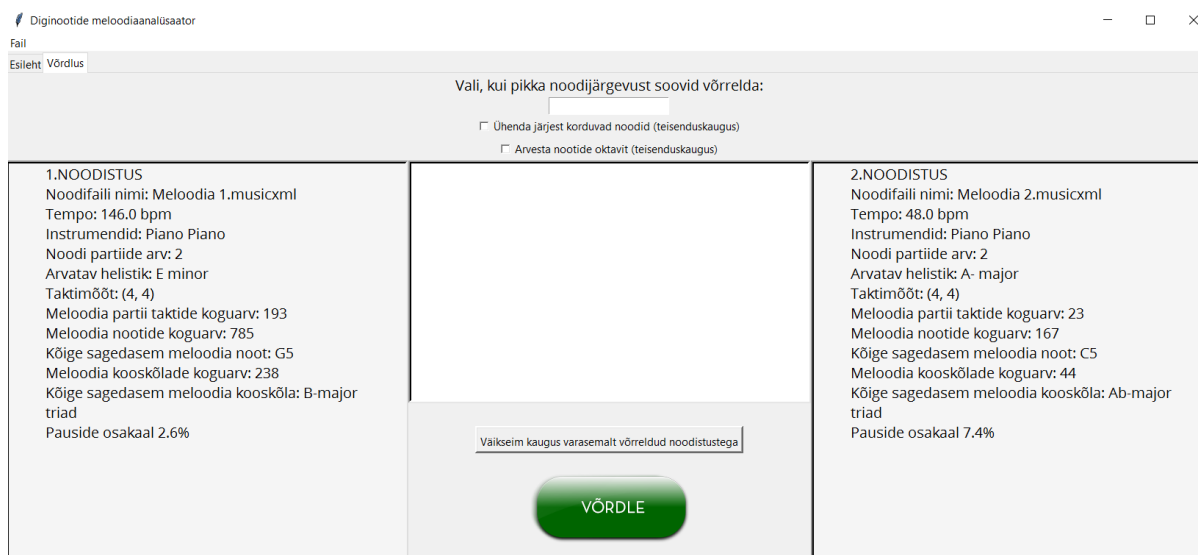 Diginootide meloodiaanalüsaator
Fail
Esileht Võrdlus
Vali, kui pikka noodijärgevust soovid võrrelda:
Ühenda järjest korduvad noodid (teisenduskaugus)
Arvesta nootide oktavit (teisenduskaugus)
1.NOODISTUS
Noodifaili nimi: Meloodia 1.musicxml
Tempo: 146.0 bpm
Instrumendid: Piano Piano
Noodi partiide arv: 2
Arvatav helistik: E minor
Taktimõõt: (4, 4)
Meloodia partii taktide koguarv: 193
Meloodia nootide koguarv: 785
Kõige sagedasem meloodia noot: G5
Meloodia kooskõlade koguarv: 238
Kõige sagedasem meloodia kooskõla: B-major
triad
Pauside osakaal 2.6%
Väikseim kaugus varasemalt võrreldud noodistustega
VÕRDLE
2.NOODISTUS
Noodifaili nimi: Meloodia 2.musicxml
Tempo: 48.0 bpm
Instrumendid: Piano Piano
Noodi partiide arv: 2
Arvatav helistik: A- major
Taktimõõt: (4, 4)
Meloodia partii taktide koguarv: 23
Meloodia nootide koguarv: 167
Kõige sagedasem meloodia noot: C5
Meloodia kooskõlade koguarv: 44
Kõige sagedasem meloodia kooskõla: Ab-major
triad
Pauside osakaal 7.4%